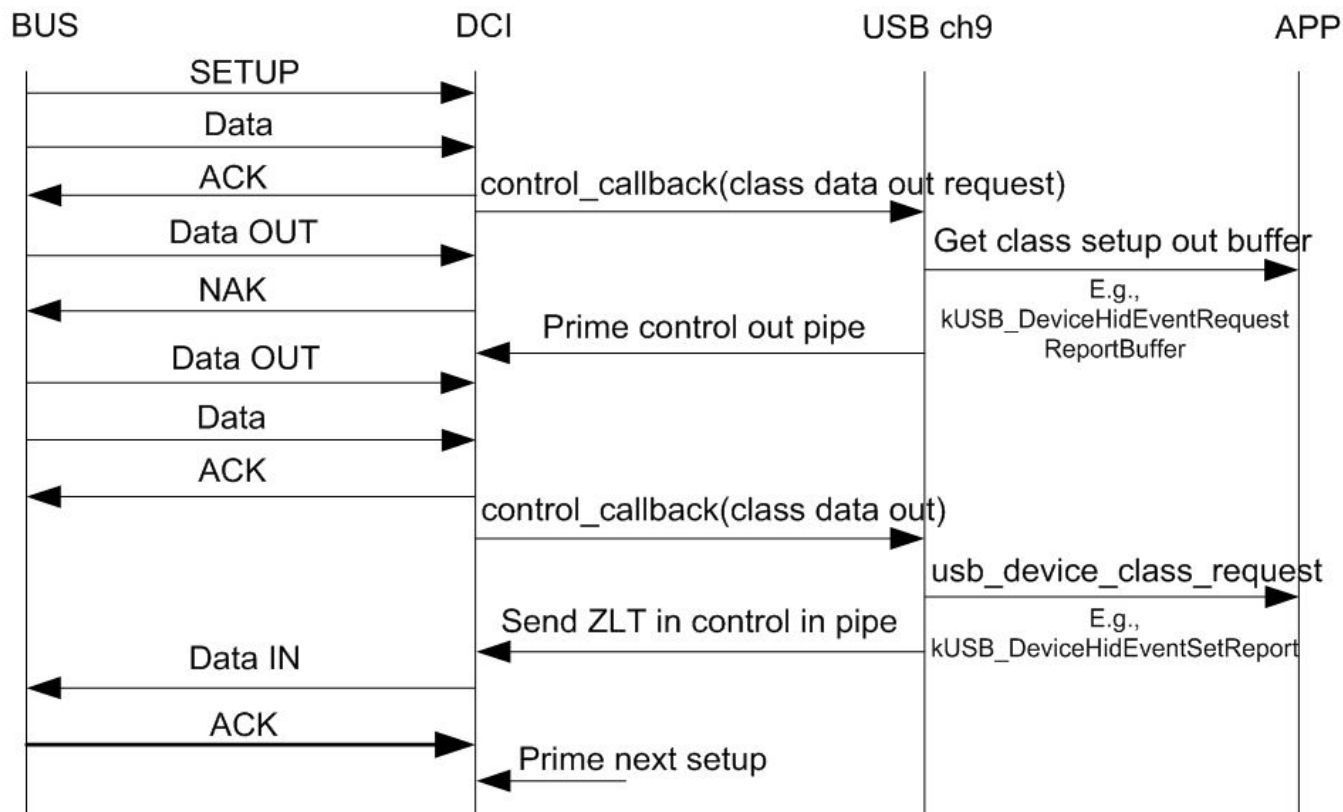 BUS DCI USB ch9 APP
SETUP
Data
ACK
control_callback(class data out request)
Data OUT
Get class setup out buffer
NAK
E.g.,
kUSB_DeviceHidEventRequest
ReportBuffer
Prime control out pipe
Data OUT
Data
ACK
control_callback(class data out)
usb_device_class_request
E.g.,
kUSB_DeviceHidEventSetReport
Send ZLT in control in pipe
Data IN
ACK
Prime next setup